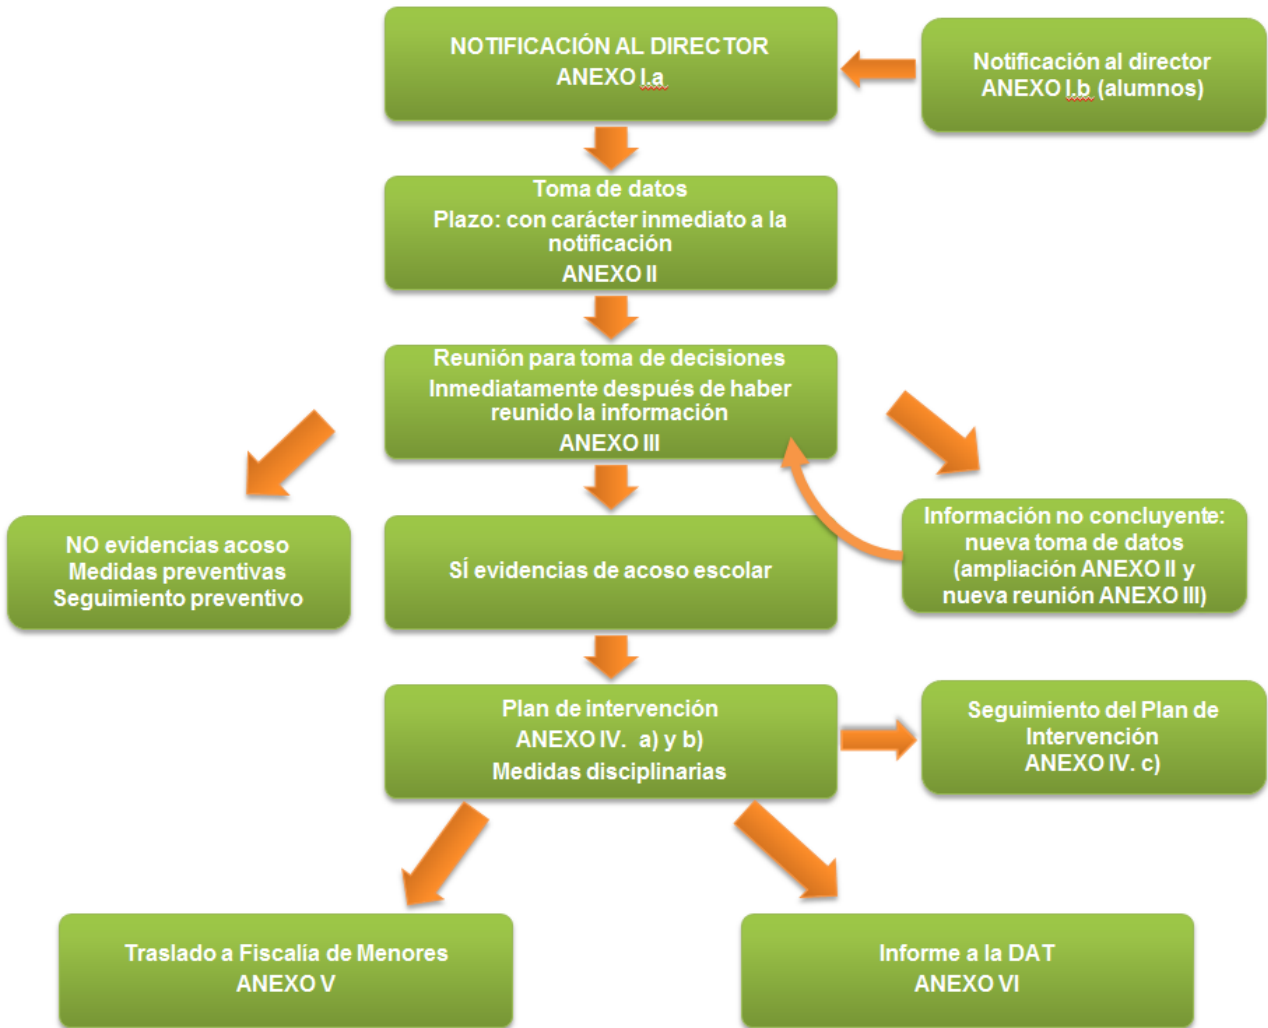 NOTIFICACIÓN AL DIRECTOR
ANEXO I.a
Notificación al director
ANEXO I.b (alumnos)
Toma de datos
Plazo: con carácter inmediato a la
notificación
ANEXO II
Reunión para toma de decisiones
Inmediatamente después de haber
reunido la información
ANEXO III
NO evidencias acoso
Medidas preventivas
Seguimiento preventivo
SÍ evidencias de acoso escolar
Información no concluyente:
nueva toma de datos
(ampliación ANEXO II y
nueva reunión ANEXO III)
Plan de intervención
ANEXO IV. a) y b)
Medidas disciplinarias
Seguimiento del Plan de
Intervención
ANEXO IV. c)
Traslado a Fiscalía de Menores
ANEXO V
Informe a la DAT
ANEXO VI